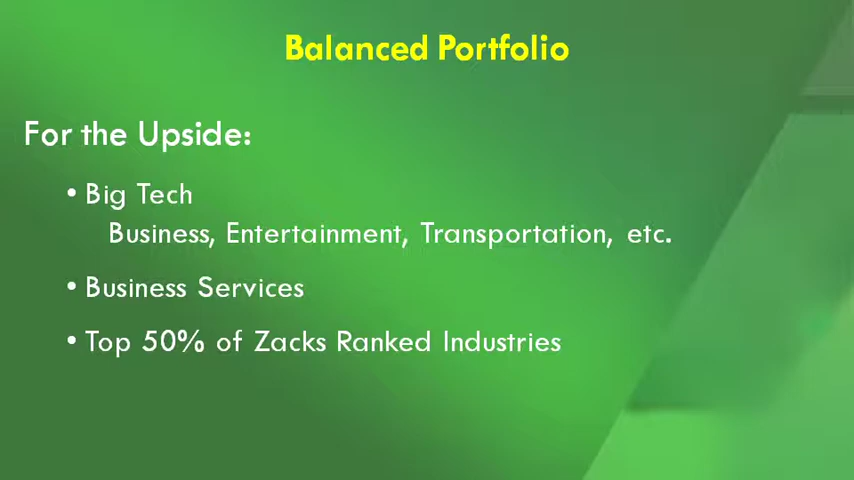 Balanced Portfolio
For the Upside:
• Big Tech
Business, Entertainment, Transportation, etc.
• Business Services
• Top 50% of Zacks Ranked Industries